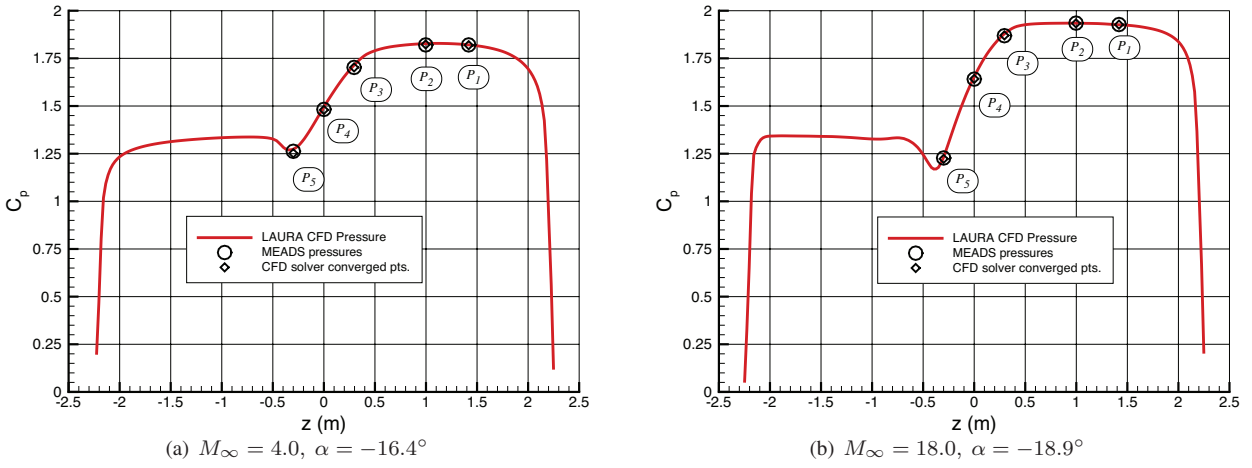 2
1.75
1.5
1.25
1
0.75
0.5
0.25
0
C_p
-2.5 -2 -1.5 -1 -0.5 0 0.5 1 1.5 2 2.5
z (m)
P_1
P_2
P_3
P_4
P_5
LAURA CFD Pressure
MEADS pressures
CFD solver converged pts.
(a) M_∞ = 4.0, α = −16.4°
2
1.75
1.5
1.25
1
0.75
0.5
0.25
0
C_p
-2.5 -2 -1.5 -1 -0.5 0 0.5 1 1.5 2 2.5
z (m)
P_1
P_2
P_3
P_4
P_5
LAURA CFD Pressure
MEADS pressures
CFD solver converged pts.
(b) M_∞ = 18.0, α = −18.9°